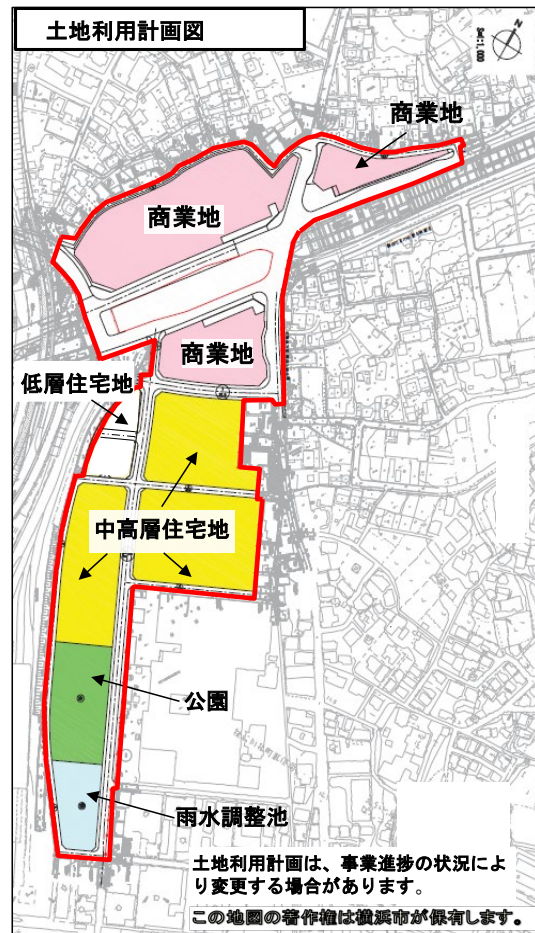 土地利用計画図
N
S=1:1,000
商業地
商業地
商業地
低層住宅地
中高層住宅地
公園
雨水調整池
土地利用計画は、事業進捗の状況によ
り変更する場合があります。
この地図の著作権は横浜市が保有します。